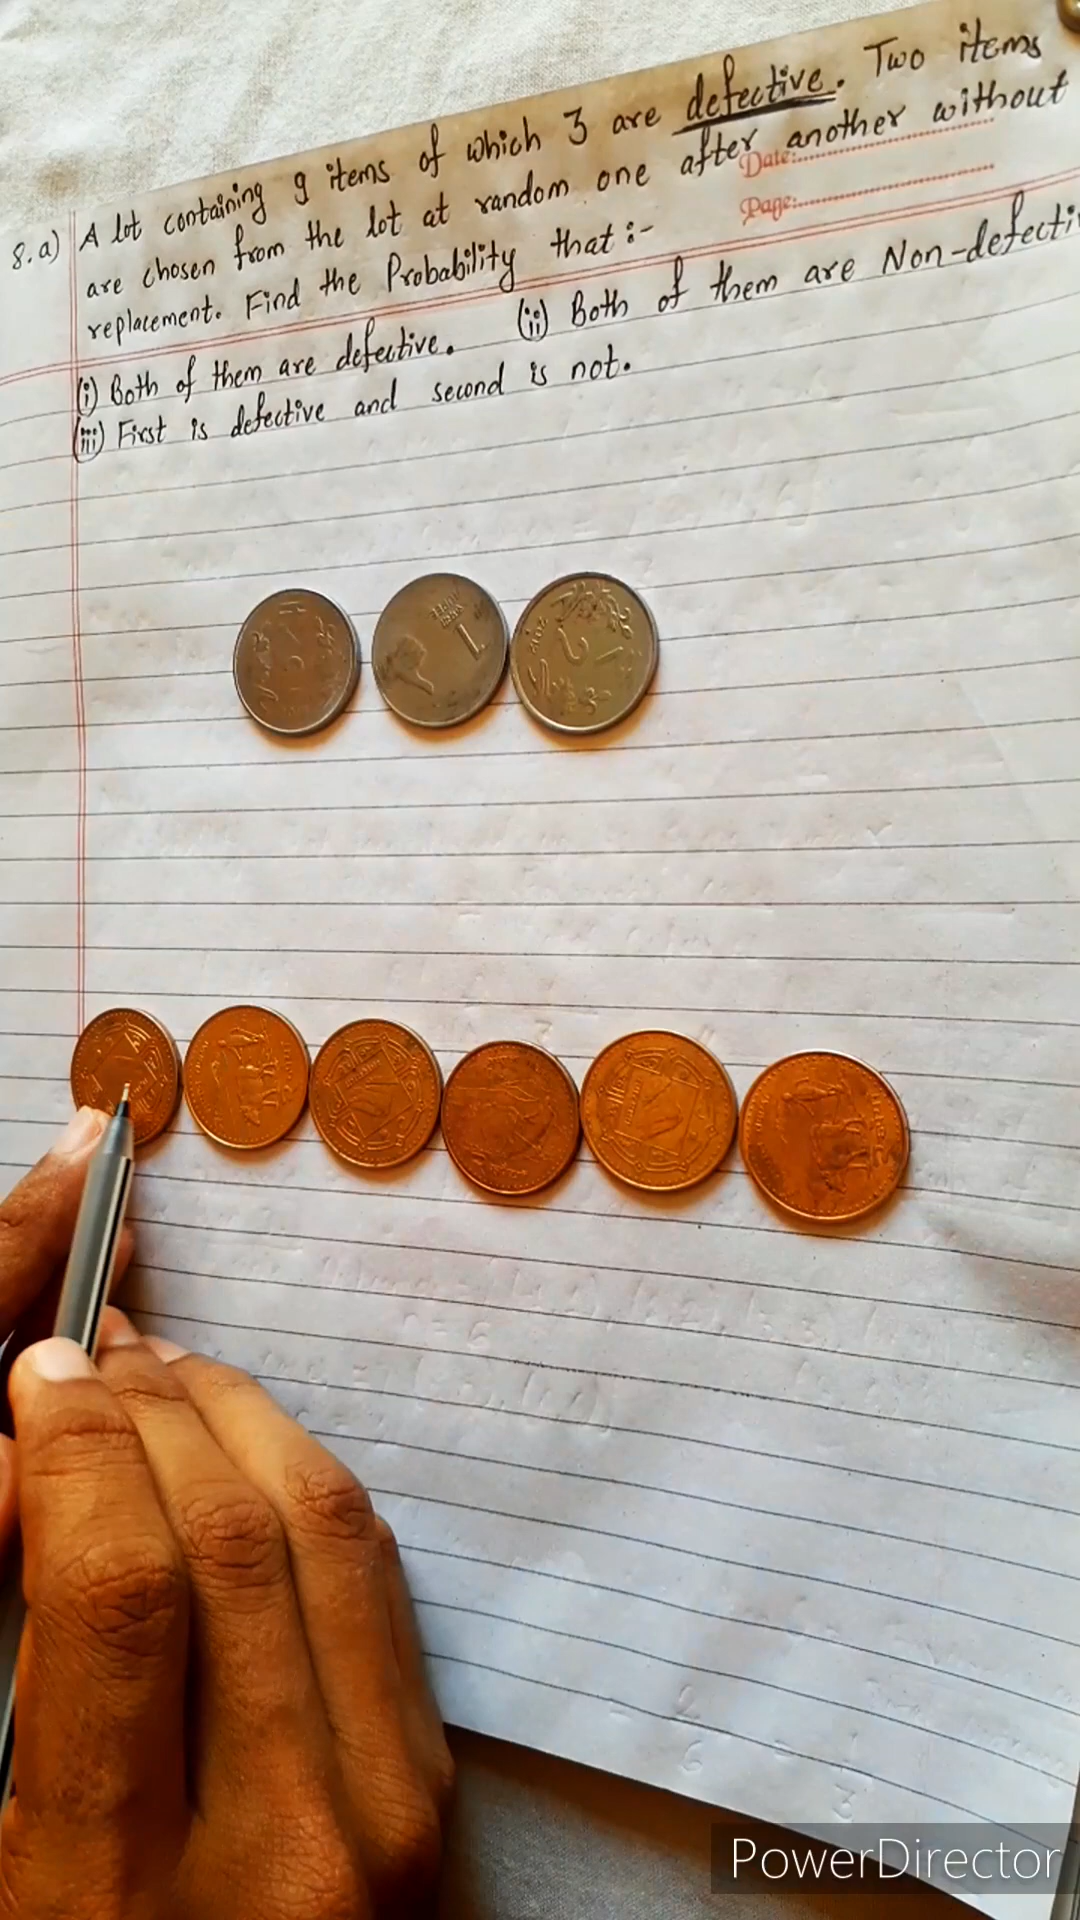 8.a) A lot containing 9 items of which 3 are defective. Two items
are chosen from the lot at random one after another without
Date:
Page:
replacement. Find the Probability that :-
(i) Both of them are defective. (ii) Both of them are Non-defecti
(iii) First is defective and second is not.
1
PowerDirector